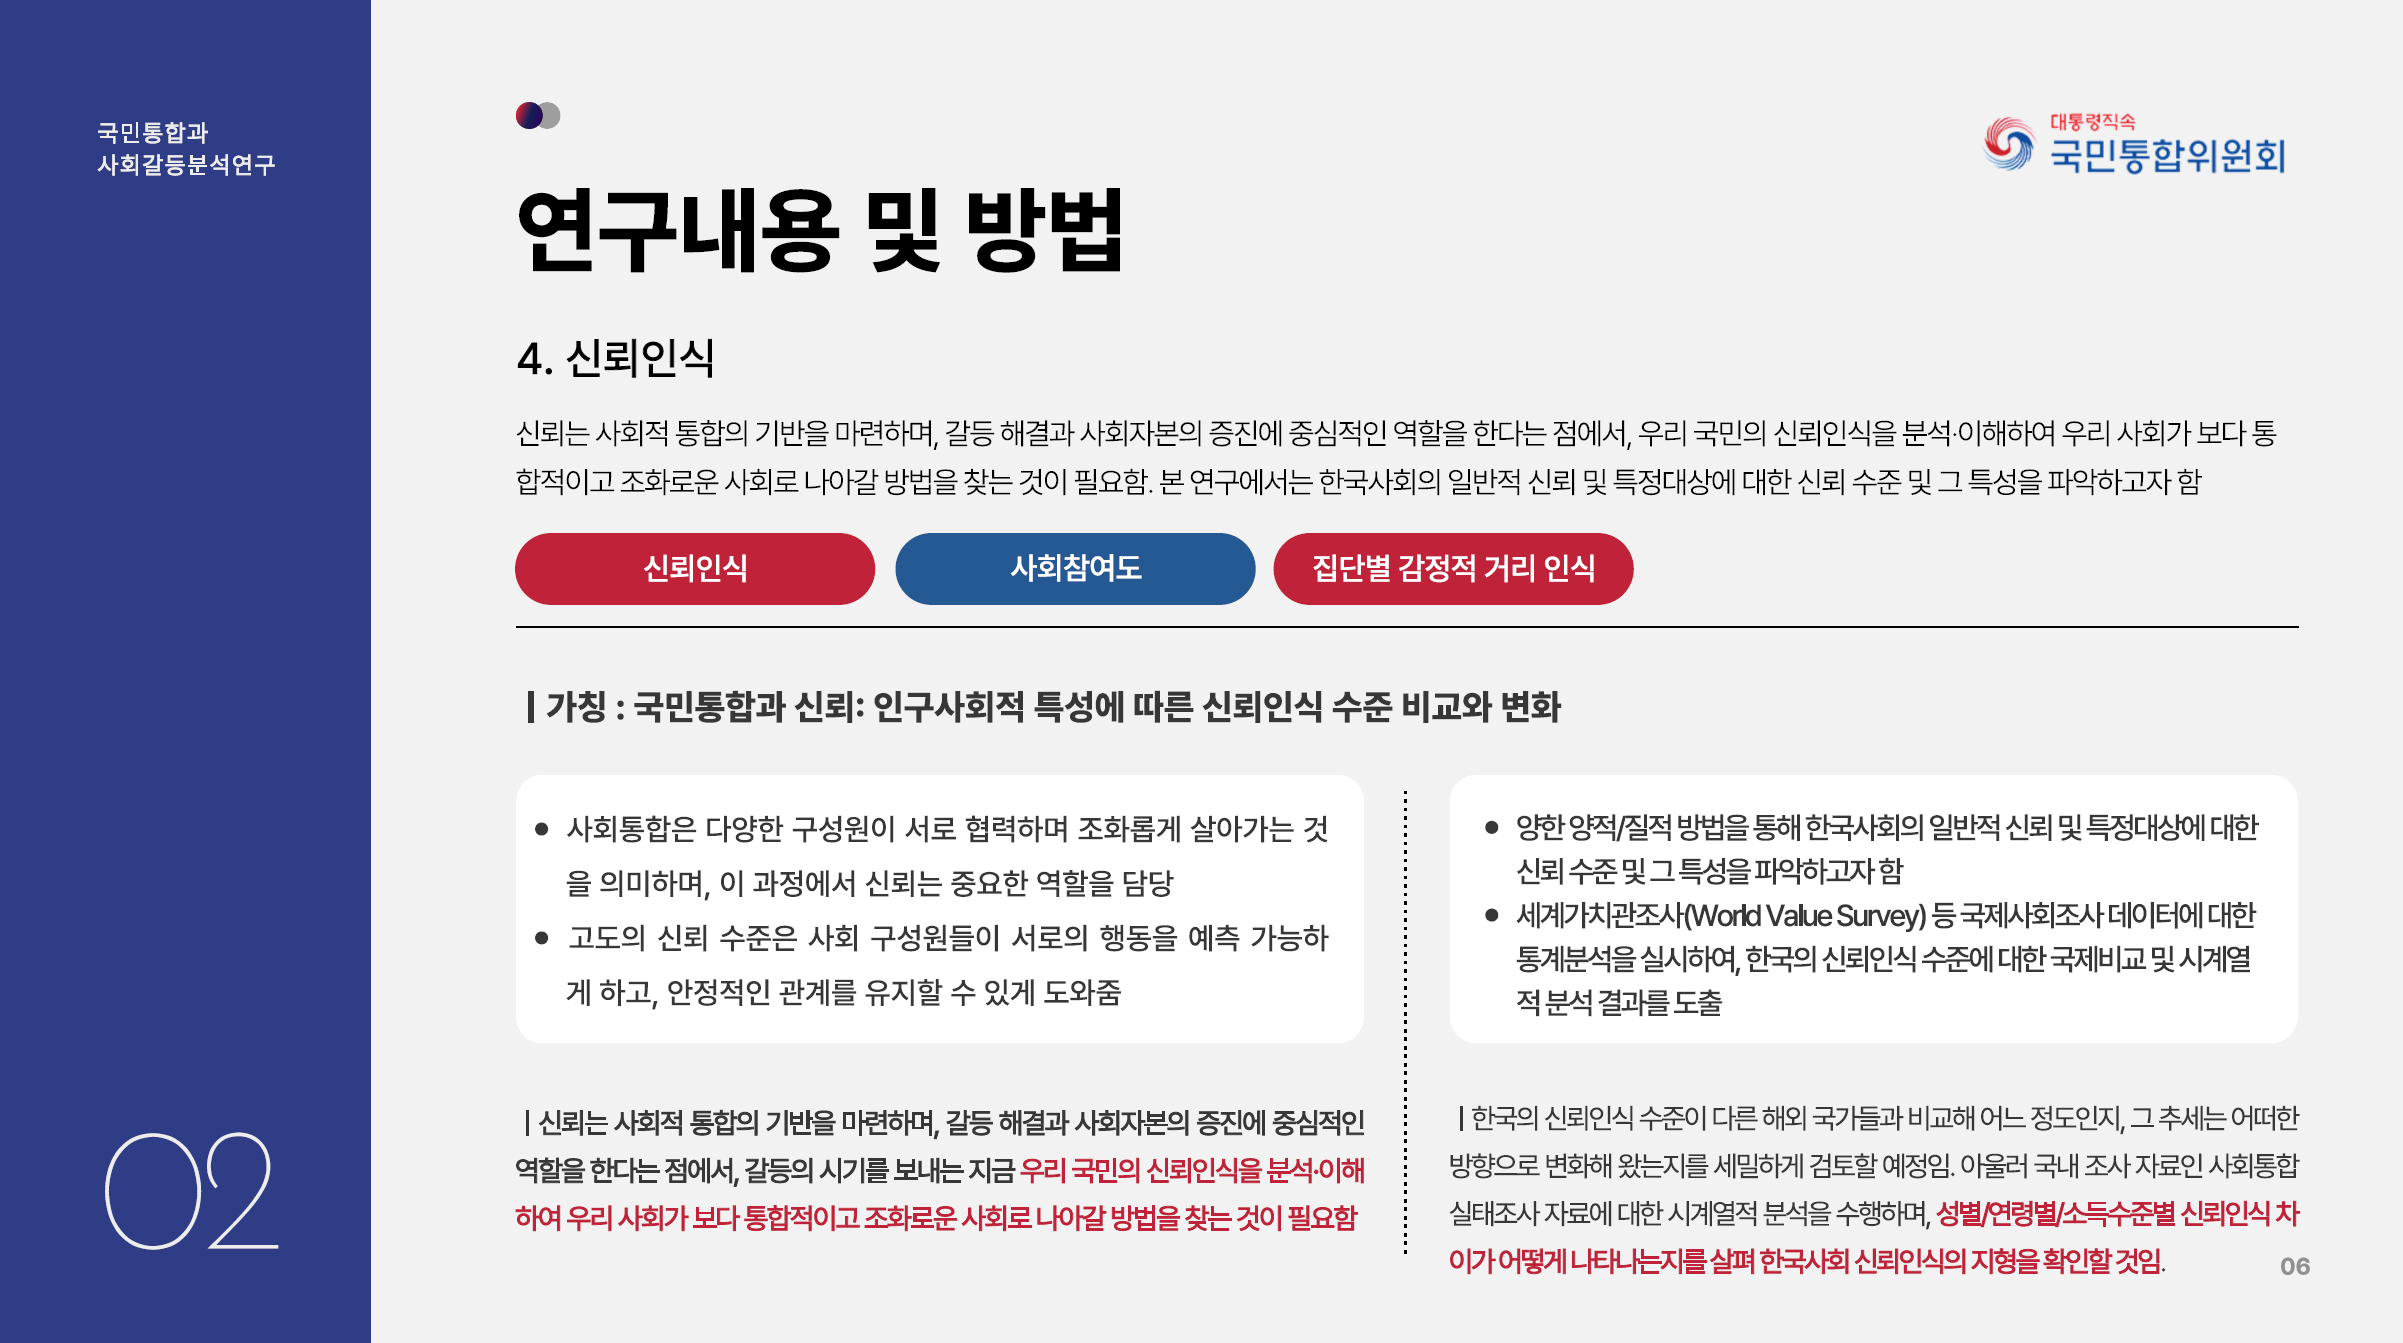 국민통합과
사회갈등분석연구
대통령직속
국민통합위원회
연구내용 및 방법
4. 신뢰인식
신뢰는 사회적 통합의 기반을 마련하며, 갈등 해결과 사회자본의 증진에 중심적인 역할을 한다는 점에서, 우리 국민의 신뢰인식을 분석·이해하여 우리 사회가 보다 통
합적이고 조화로운 사회로 나아갈 방법을 찾는 것이 필요함. 본 연구에서는 한국사회의 일반적 신뢰 및 특정대상에 대한 신뢰 수준 및 그 특성을 파악하고자 함
신뢰인식
사회참여도
집단별 감정적 거리 인식
| 가칭 : 국민통합과 신뢰: 인구사회적 특성에 따른 신뢰인식 수준 비교와 변화
● 사회통합은 다양한 구성원이 서로 협력하며 조화롭게 살아가는 것
을 의미하며, 이 과정에서 신뢰는 중요한 역할을 담당
● 고도의 신뢰 수준은 사회 구성원들이 서로의 행동을 예측 가능하
게 하고, 안정적인 관계를 유지할 수 있게 도와줌
| 신뢰는 사회적 통합의 기반을 마련하며, 갈등 해결과 사회자본의 증진에 중심적인
역할을 한다는 점에서, 갈등의 시기를 보내는 지금 우리 국민의 신뢰인식을 분석·이해
하여 우리 사회가 보다 통합적이고 조화로운 사회로 나아갈 방법을 찾는 것이 필요함
● 양한 양적/질적 방법을 통해 한국사회의 일반적 신뢰 및 특정대상에 대한
신뢰 수준 및 그 특성을 파악하고자 함
● 세계가치관조사(World Value Survey) 등 국제사회조사 데이터에 대한
통계분석을 실시하여, 한국의 신뢰인식 수준에 대한 국제비교 및 시계열
적 분석 결과를 도출
| 한국의 신뢰인식 수준이 다른 해외 국가들과 비교해 어느 정도인지, 그 추세는 어떠한
방향으로 변화해 왔는지를 세밀하게 검토할 예정임. 아울러 국내 조사 자료인 사회통합
실태조사 자료에 대한 시계열적 분석을 수행하며, 성별/연령별/소득수준별 신뢰인식 차
이가 어떻게 나타나는지를 살펴 한국사회 신뢰인식의 지형을 확인할 것임.
02
06